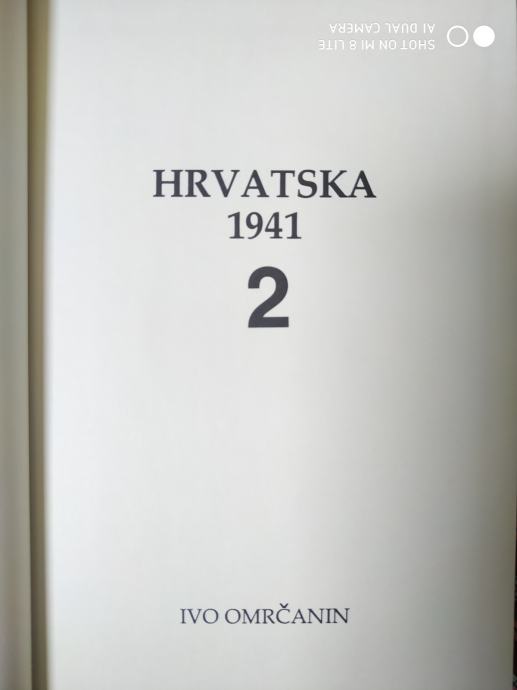 SHOT ON MI 8 LITE
AI DUAL CAMERA
HRVATSKA
1941
2
IVO OMRČANIN